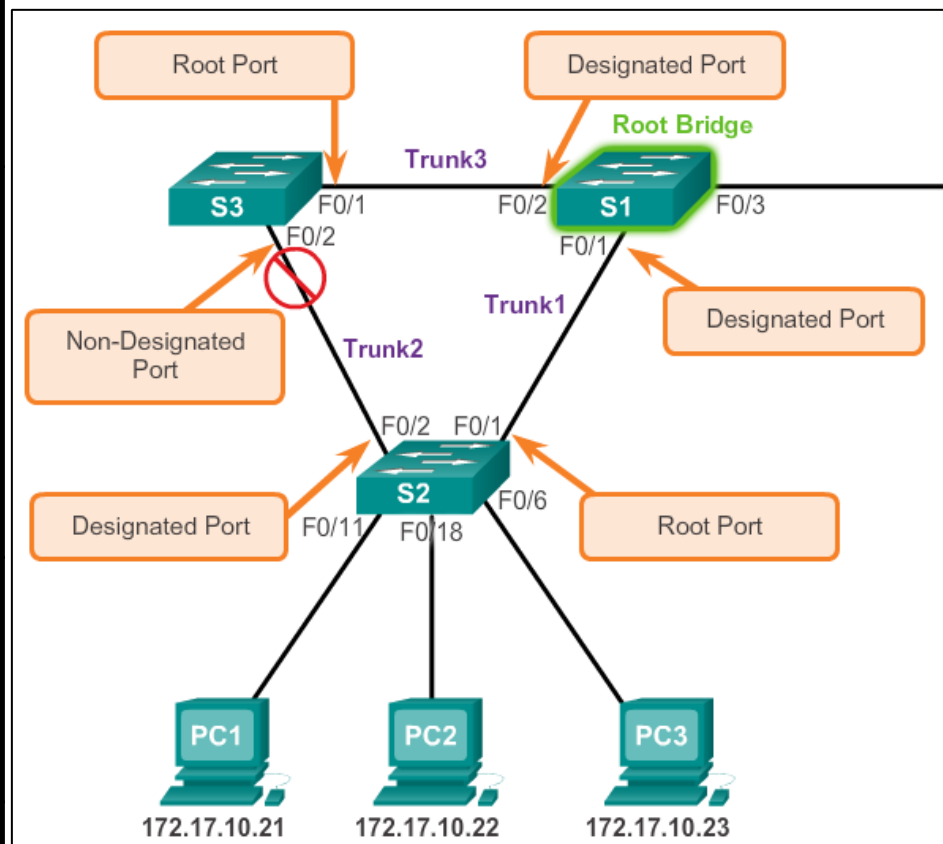 Root Port
Designated Port
Root Bridge
Trunk3
S3
F0/1
F0/2
S1
F0/3
F0/2
F0/1
Trunk1
Designated Port
Non-Designated
Port
Trunk2
F0/2
F0/1
S2
F0/6
Designated Port
F0/11
F0/18
Root Port
PC1
PC2
PC3
172.17.10.21
172.17.10.22
172.17.10.23